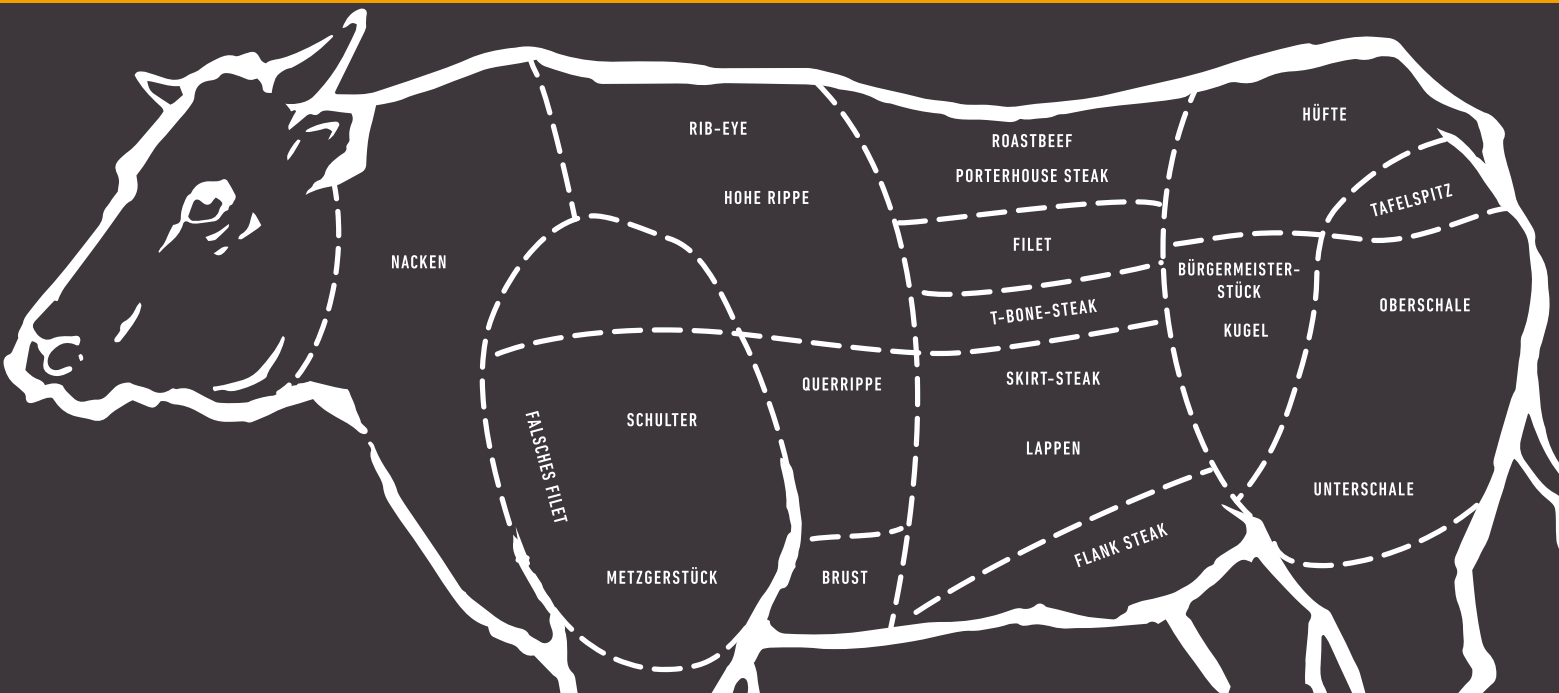 RIB-EYE
HOHE RIPPE
NACKEN
ROASTBEEF
PORTERHOUSE STEAK
FILET
T-BONE-STEAK
HÜFTE
TAFELSPITZ
BÜRGERMEISTER-
STÜCK
KUGEL
OBERSCHALE
QUERRIPPE
SKIRT-STEAK
SCHULTER
FALSCHES FILET
LAPPEN
UNTERSCHALE
FLANK STEAK
METZGERSTÜCK
BRUST